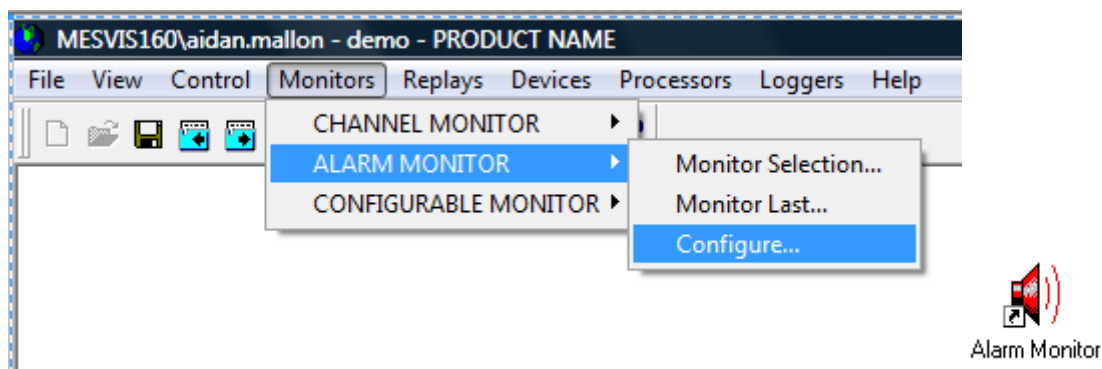 MESVIS160\aidan.mallon - demo - PRODUCT NAME
File View Control Monitors Replays Devices Processors Loggers Help
CHANNEL MONITOR
ALARM MONITOR
CONFIGURABLE MONITOR
Monitor Selection...
Monitor Last...
Configure...
Alarm Monitor